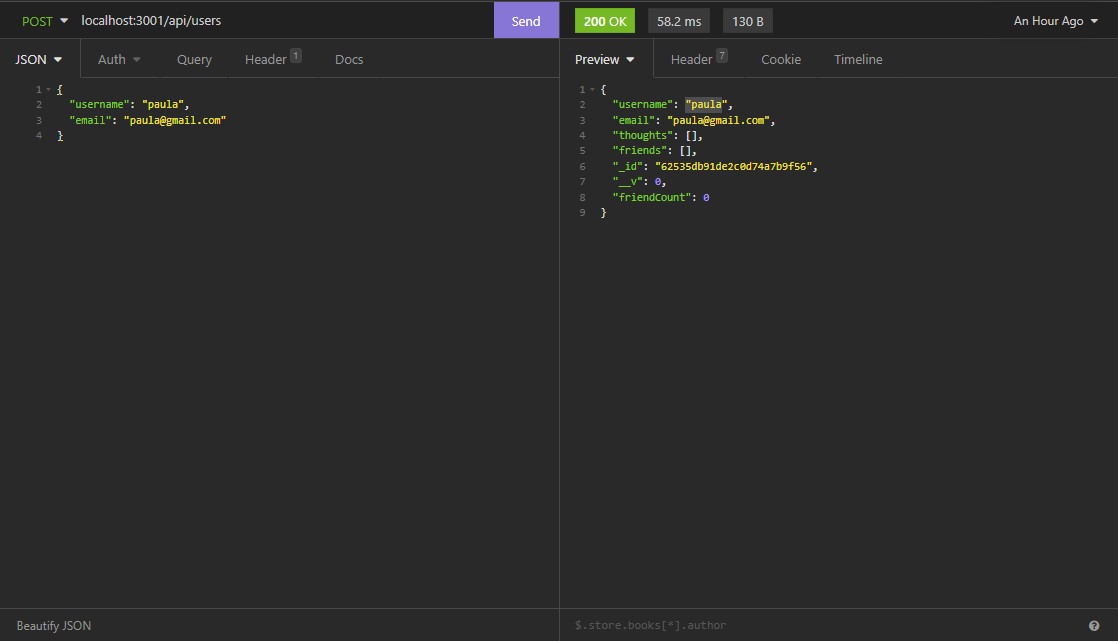 POST localhost:3001/api/users Send 200 OK 58.2 ms 130 B An Hour Ago
JSON Auth Query Header 1 Docs Preview Header 7 Cookie Timeline
1 {
2 "username": "paula",
3 "email": "paula@gmail.com"
4 }
1 {
2 "username": "paula",
3 "email": "paula@gmail.com",
4 "thoughts": [],
5 "friends": [],
6 "_id": "62535db91de2c0d74a7b9f56",
7 "__v": 0,
8 "friendCount": 0
9 }
Beautify JSON $.store.books[*].author ?